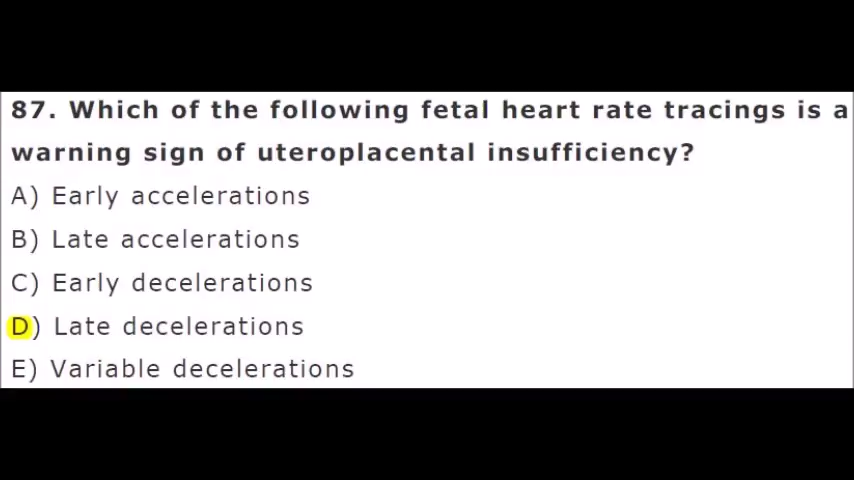 87. Which of the following fetal heart rate tracings is a
warning sign of uteroplacental insufficiency?
A) Early accelerations
B) Late accelerations
C) Early decelerations
D) Late decelerations
E) Variable decelerations